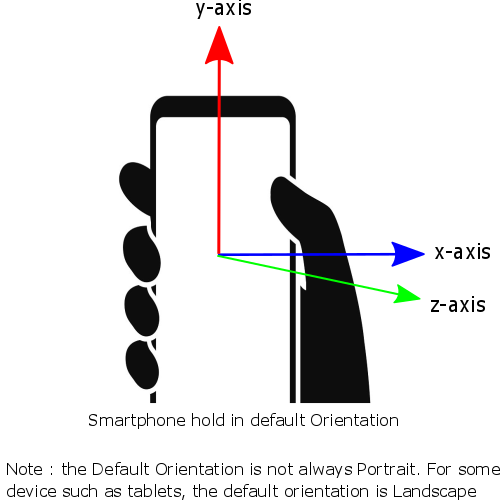 y-axis
x-axis
z-axis
Smartphone hold in default Orientation
Note : the Default Orientation is not always Portrait. For some
device such as tablets, the default orientation is Landscape